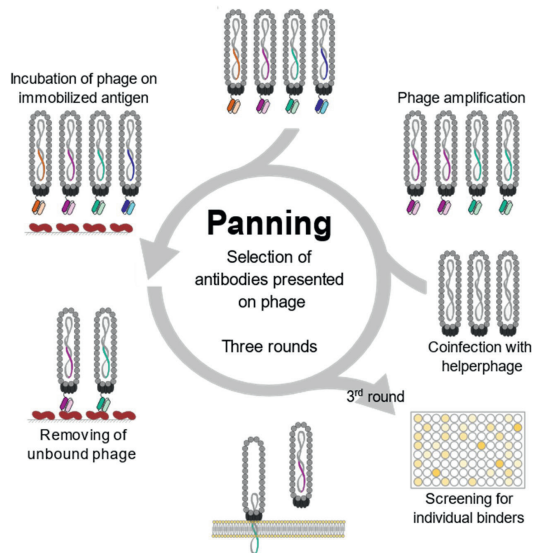 Incubation of phage on
immobilized antigen
Phage amplification
Panning
Selection of
antibodies presented
on phage
Three rounds
Coinfection with
helperphage
Removing of
unbound phage
3rd round
Screening for
individual binders